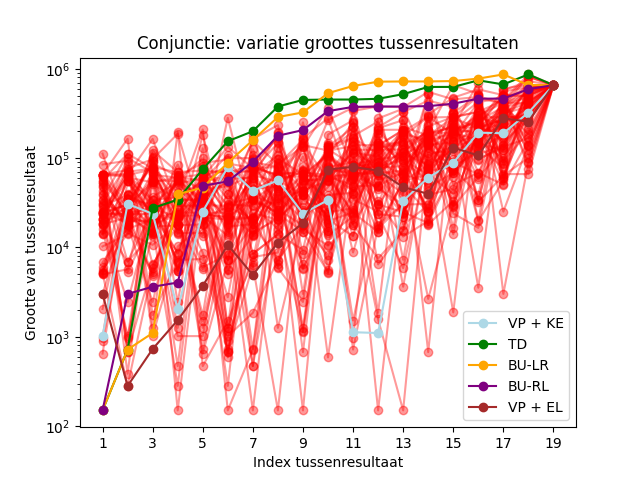 Conjunctie: variatie groottes tussenresultaten
Grootte van tussenresultaat
10^6
10^5
10^4
10^3
10^2
VP + KE
TD
BU-LR
BU-RL
VP + EL
1 3 5 7 9 11 13 15 17 19
Index tussenresultaat